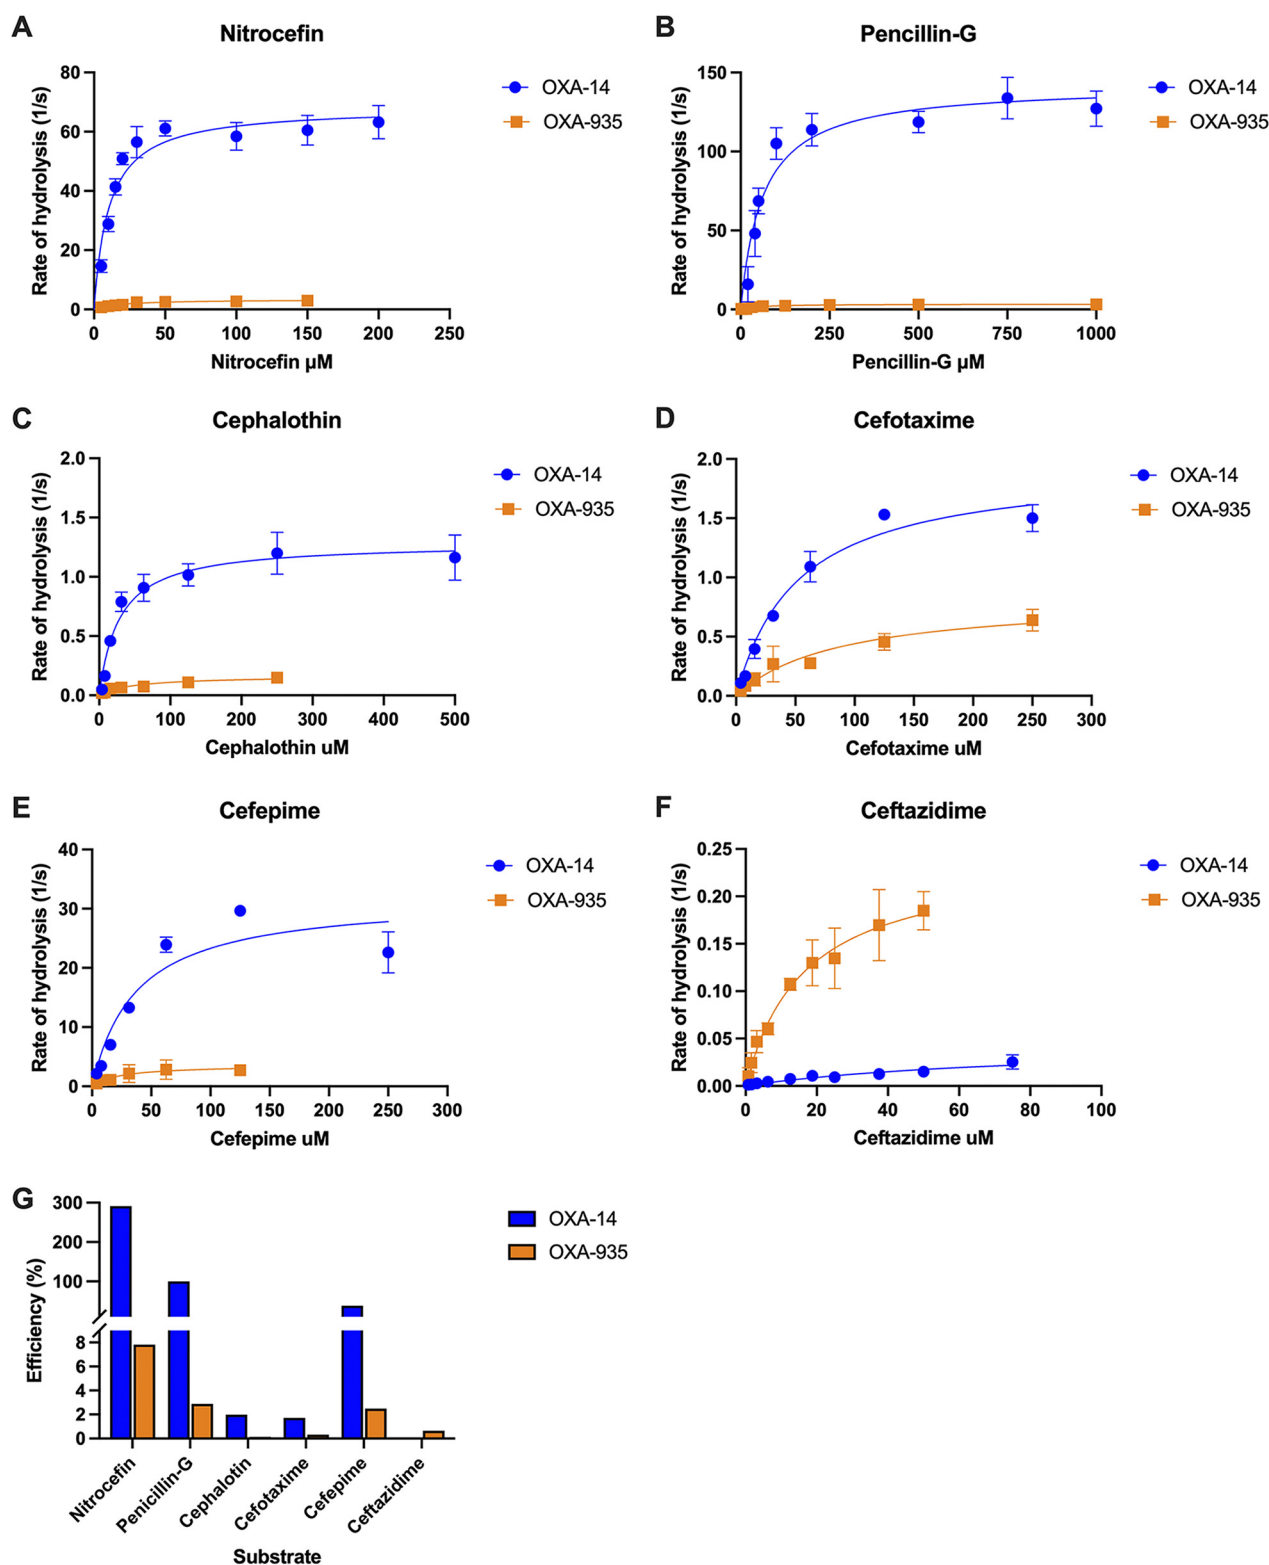 A
Nitrocefin
Rate of hydrolysis (1/s)
80
60
40
20
0
0 50 100 150 200 250
Nitrocefin µM
OXA-14
OXA-935
B
Pencillin-G
Rate of hydrolysis (1/s)
150
100
50
0
0 250 500 750 1000
Pencillin-G µM
OXA-14
OXA-935
C
Cephalothin
Rate of hydrolysis (1/s)
2.0
1.5
1.0
0.5
0.0
0 100 200 300 400 500
Cephalothin uM
OXA-14
OXA-935
D
Cefotaxime
Rate of hydrolysis (1/s)
2.0
1.5
1.0
0.5
0.0
0 50 100 150 200 250 300
Cefotaxime uM
OXA-14
OXA-935
E
Cefepime
Rate of hydrolysis (1/s)
40
30
20
10
0
0 50 100 150 200 250 300
Cefepime uM
OXA-14
OXA-935
F
Ceftazidime
Rate of hydrolysis (1/s)
0.25
0.20
0.15
0.10
0.05
0.00
0 20 40 60 80 100
Ceftazidime uM
OXA-14
OXA-935
G
Efficiency (%)
300
200
100
8
6
4
2
0
Nitrocefin
Penicillin-G
Cephalotin
Cefotaxime
Cefepime
Ceftazidime
Substrate
OXA-14
OXA-935